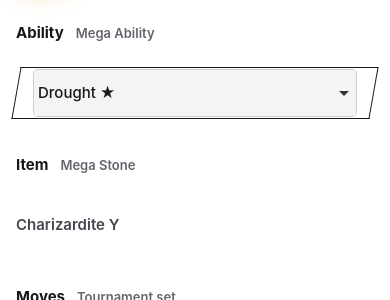 Ability Mega Ability
Drought ★
Item Mega Stone
Charizardite Y
Moves Tournament set